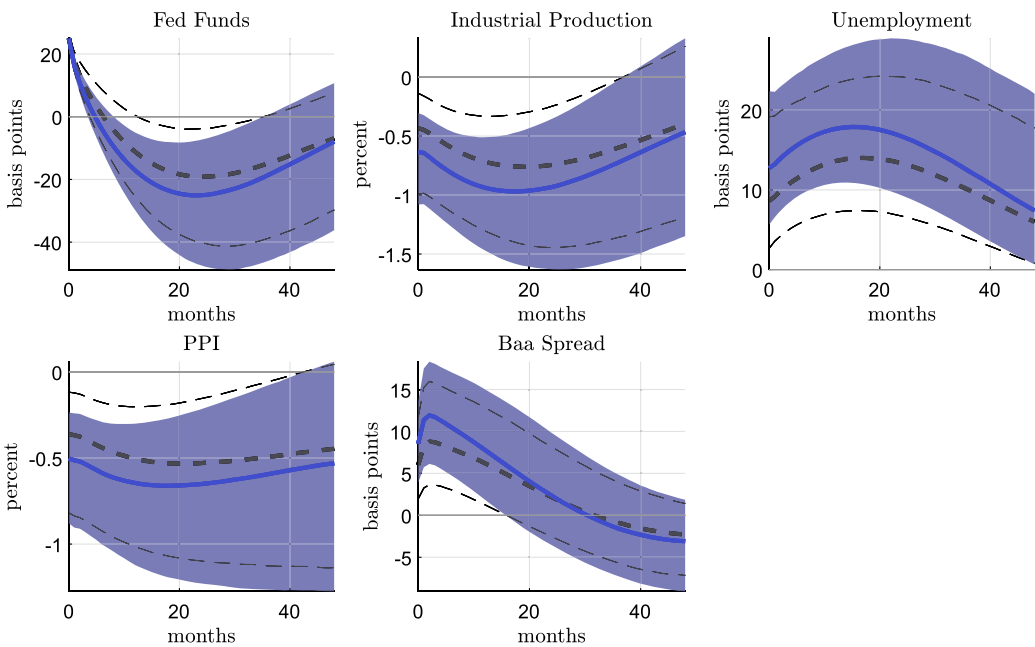 Fed Funds
basis points
20
0
-20
-40
0 20 40
months
Industrial Production
percent
0
-0.5
-1
-1.5
0 20 40
months
Unemployment
basis points
20
10
0
0 20 40
months
PPI
percent
0
-0.5
-1
0 20 40
months
Baa Spread
basis points
15
10
5
0
-5
0 20 40
months